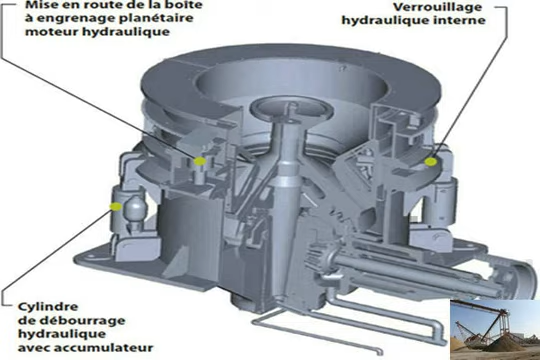 Mise en route de la boîte
à engrenage planétaire
moteur hydraulique
Verrouillage
hydraulique interne
Cylindre
de débourrage
hydraulique
avec accumulateur